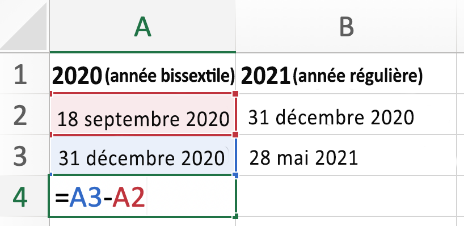 A B
1 2020 (année bissextile) 2021 (année régulière)
2 18 septembre 2020 31 décembre 2020
3 31 décembre 2020 28 mai 2021
4 =A3-A2